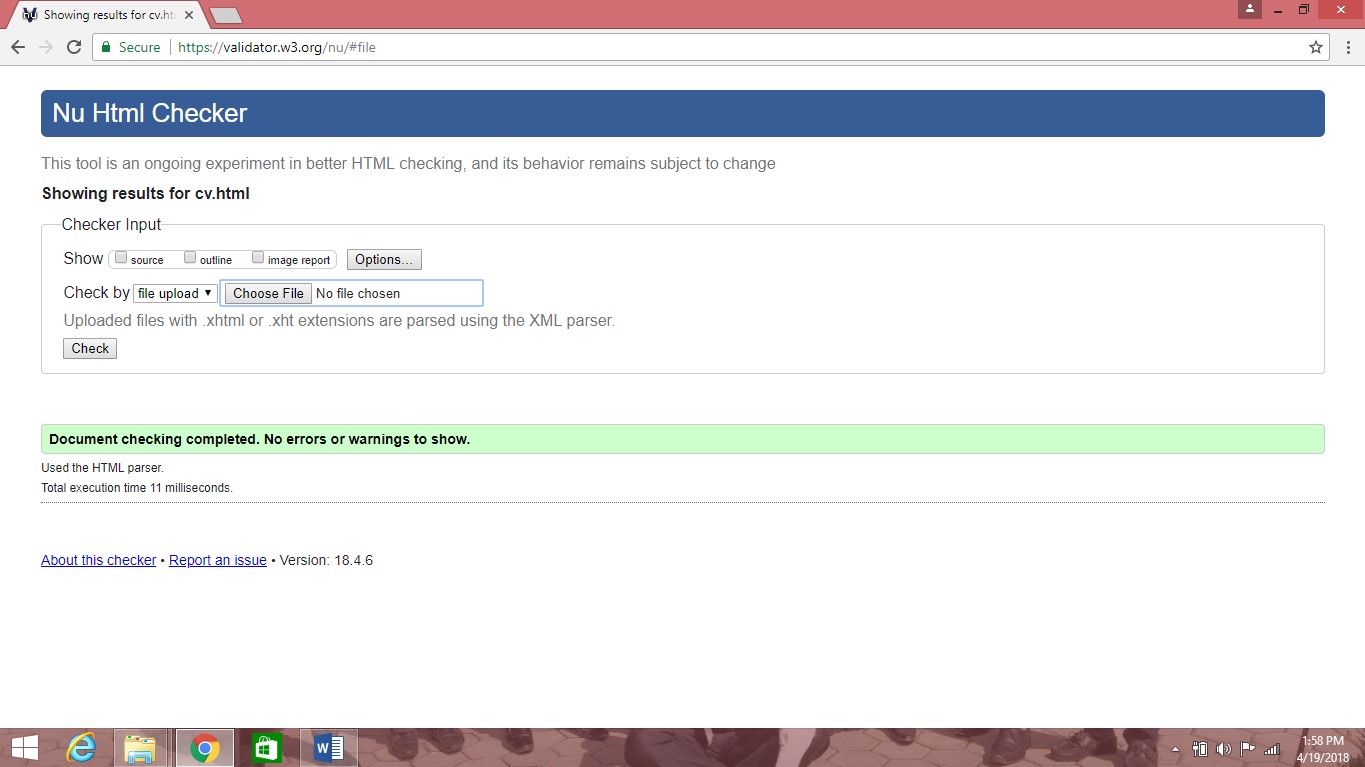 Showing results for cv.ht
Secure
https://validator.w3.org/nu/#file
Nu Html Checker
This tool is an ongoing experiment in better HTML checking, and its behavior remains subject to change
Showing results for cv.html
Checker Input
Show source outline image report Options...
Check by file upload Choose File No file chosen
Uploaded files with .xhtml or .xht extensions are parsed using the XML parser.
Check
Document checking completed. No errors or warnings to show.
Used the HTML parser.
Total execution time 11 milliseconds.
About this checker • Report an issue • Version: 18.4.6
1:58 PM
4/19/2018